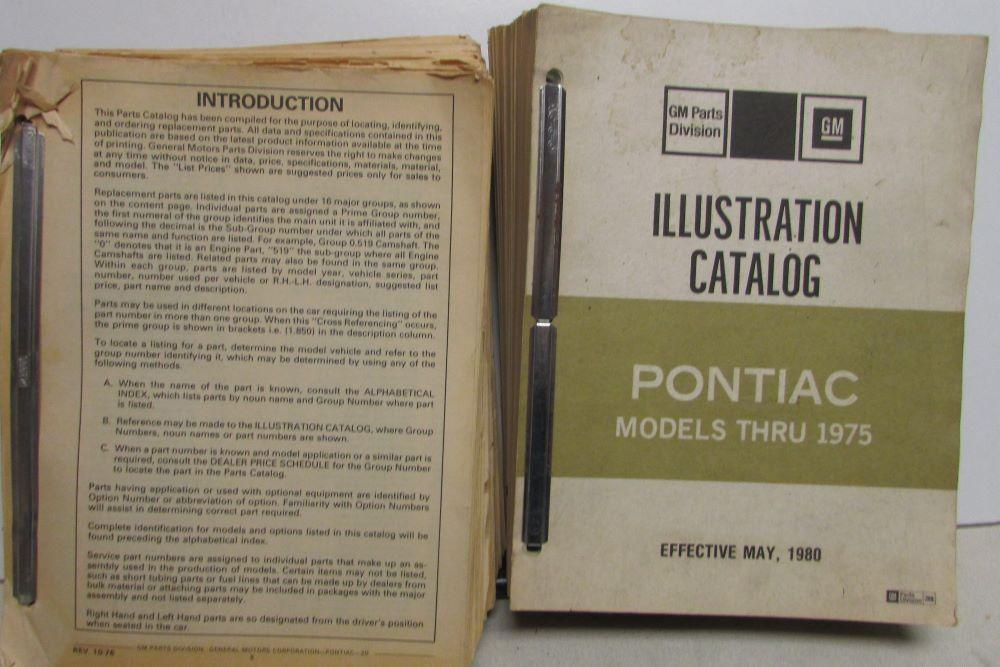 INTRODUCTION
This Parts Catalog has been compiled for the purpose of locating, identifying,
and ordering replacement parts. All data and specifications contained in this
publication are based on the latest product information available at the time
of printing. General Motors Parts Division reserves the right to make changes
at any time without notice in data, price, specifications, materials, material,
and model. The "List Prices" shown are suggested prices only for sales to
consumers.
Replacement parts are listed in this catalog under 16 major groups, as shown
on the content page. Individual parts are assigned a Prime Group number,
the first numeral of the group identifies the main unit it is affiliated with, and
following the decimal is the Sub-Group number under which all parts of the
same name and function are listed. For example, Group 0.519 Camshaft. The
"0" denotes that it is an Engine Part, "519" the sub-group where all Engine
Camshafts are listed. Related parts may also be found in the same group.
Within each group, parts are listed by model year, vehicle series, part
number, number used per vehicle or R.H.-L.H. designation, suggested list
price, part name and description.
Parts may be used in different locations on the car requiring the listing of the
part number in more than one group. When this "Cross Referencing" occurs,
the prime group is shown in brackets i.e. (1.850) in the description column.
To locate a listing for a part, determine the model vehicle and refer to the
group number identifying it, which may be determined by using any of the
following methods.
A. When the name of the part is known, consult the ALPHABETICAL
INDEX, which lists parts by noun name and Group Number where part
is listed.
B. Reference may be made to the ILLUSTRATION CATALOG, where Group
Numbers, noun names or part numbers are shown.
C. When a part number is known and model application or a similar part is
required, consult the DEALER PRICE SCHEDULE for the Group Number
to locate the part in the Parts Catalog.
Parts having application or used with optional equipment are identified by
Option Number or abbreviation of option. Familiarity with Option Numbers
will assist in determining correct part required.
Complete identification for models and options listed in this catalog will be
found preceding the alphabetical index.
Service part numbers are assigned to individual parts that make up an as-
sembly used in the production of models. Certain items may not be listed,
such as short tubing parts or fuel lines that can be made up by dealers from
bulk material or attaching parts may be included in packages with the major
assembly and not listed separately.
Right Hand and Left Hand parts are so designated from the driver's position
when seated in the car.
REV. 10-76
GM PARTS DIVISION, GENERAL MOTORS CORPORATION—PONTIAC—20
GM Parts
Division
GM
ILLUSTRATION
CATALOG
PONTIAC
MODELS THRU 1975
EFFECTIVE MAY, 1980
GM Parts
Division